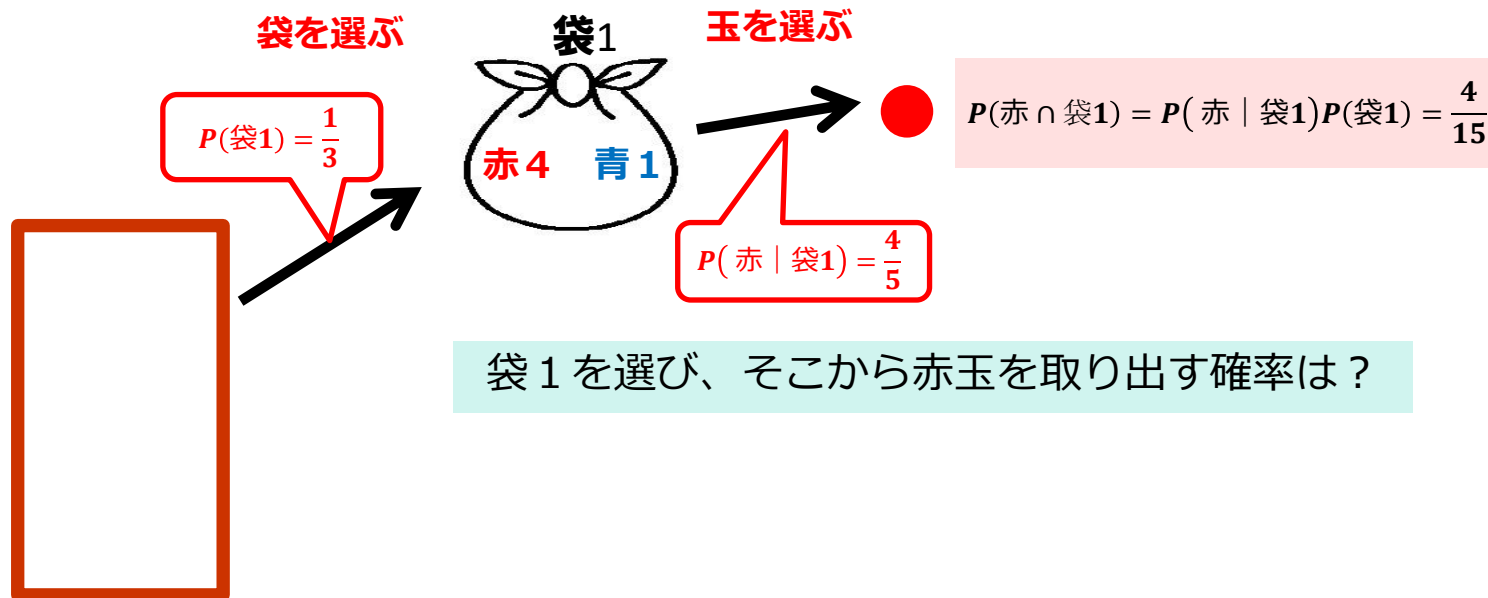 袋を選ぶ
袋1
玉を選ぶ
P(袋1) = 1/3
赤４ 青１
P( 赤 | 袋1) = 4/5
P(赤 ∩ 袋1) = P( 赤 | 袋1)P(袋1) = 4/15
袋１を選び、そこから赤玉を取り出す確率は？